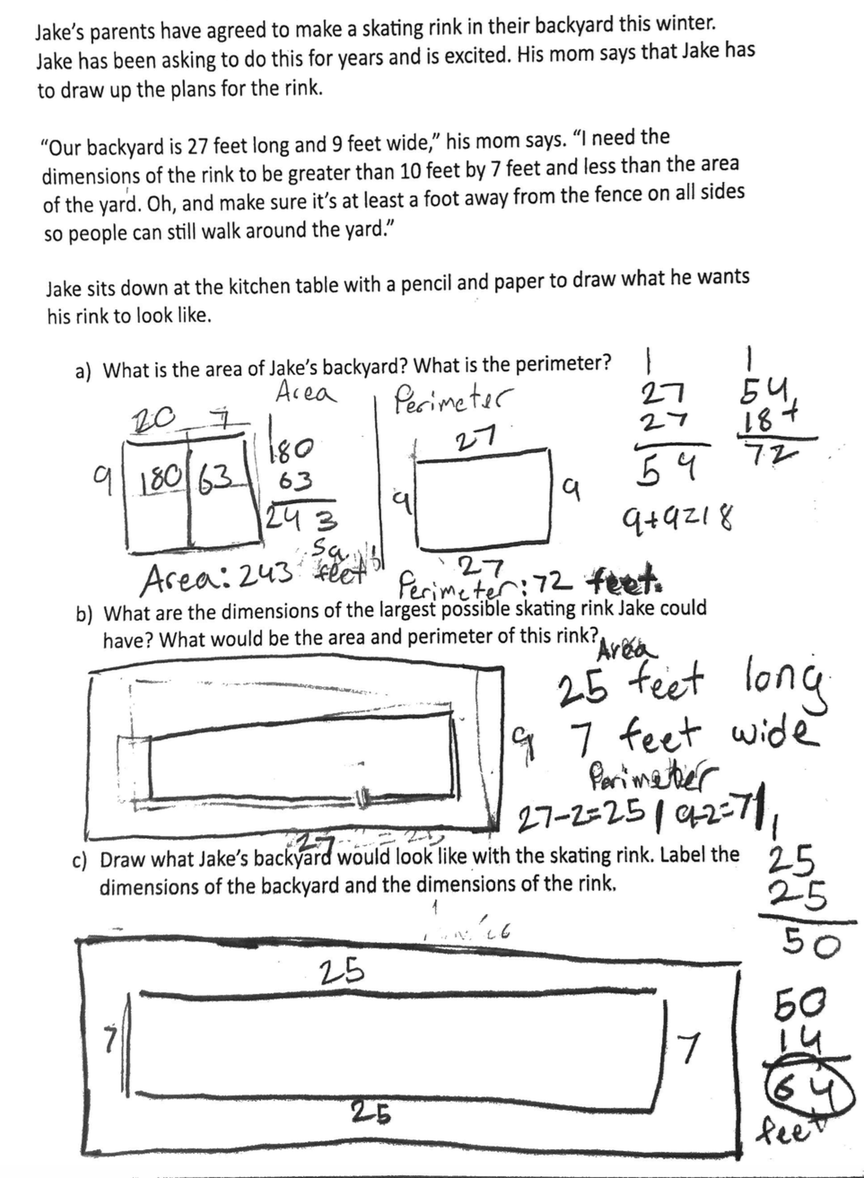 Jake's parents have agreed to make a skating rink in their backyard this winter.
Jake has been asking to do this for years and is excited. His mom says that Jake has
to draw up the plans for the rink.
"Our backyard is 27 feet long and 9 feet wide," his mom says. "I need the
dimensions of the rink to be greater than 10 feet by 7 feet and less than the area
of the yard. Oh, and make sure it's at least a foot away from the fence on all sides
so people can still walk around the yard."
Jake sits down at the kitchen table with a pencil and paper to draw what he wants
his rink to look like.
a) What is the area of Jake's backyard? What is the perimeter?
Area
20 7
9 180 63
1
180
63
243
Area: 243 Sq feet
Perimeter
27
9 9
27
Perimeter: 72 feet.
1
27
27
54
9+9=18
1
54
18+
72
b) What are the dimensions of the largest possible skating rink Jake could
have? What would be the area and perimeter of this rink?
Area
25 feet long
7 feet wide
9
27
Perimeter
27-2=25 | 9-2=7
1
25
25
50
50
14
64
feet
c) Draw what Jake's backyard would look like with the skating rink. Label the
dimensions of the backyard and the dimensions of the rink.
25
7 7
25